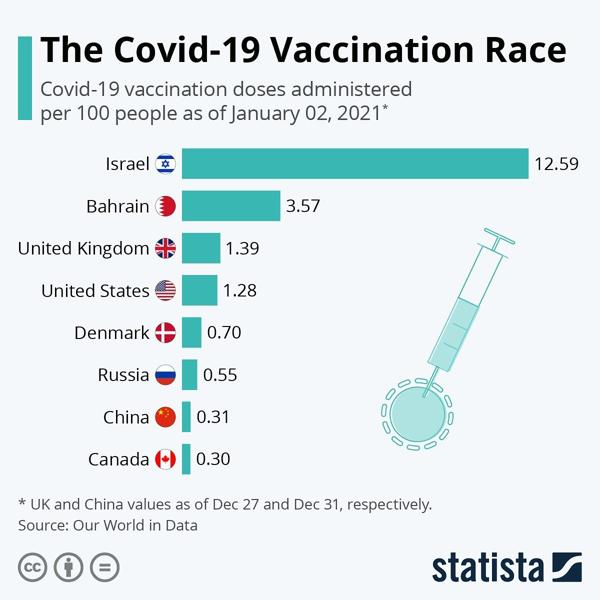 The Covid-19 Vaccination Race
Covid-19 vaccination doses administered
per 100 people as of January 02, 2021*
Israel 12.59
Bahrain 3.57
United Kingdom 1.39
United States 1.28
Denmark 0.70
Russia 0.55
China 0.31
Canada 0.30
* UK and China values as of Dec 27 and Dec 31, respectively.
Source: Our World in Data
cc =
statista